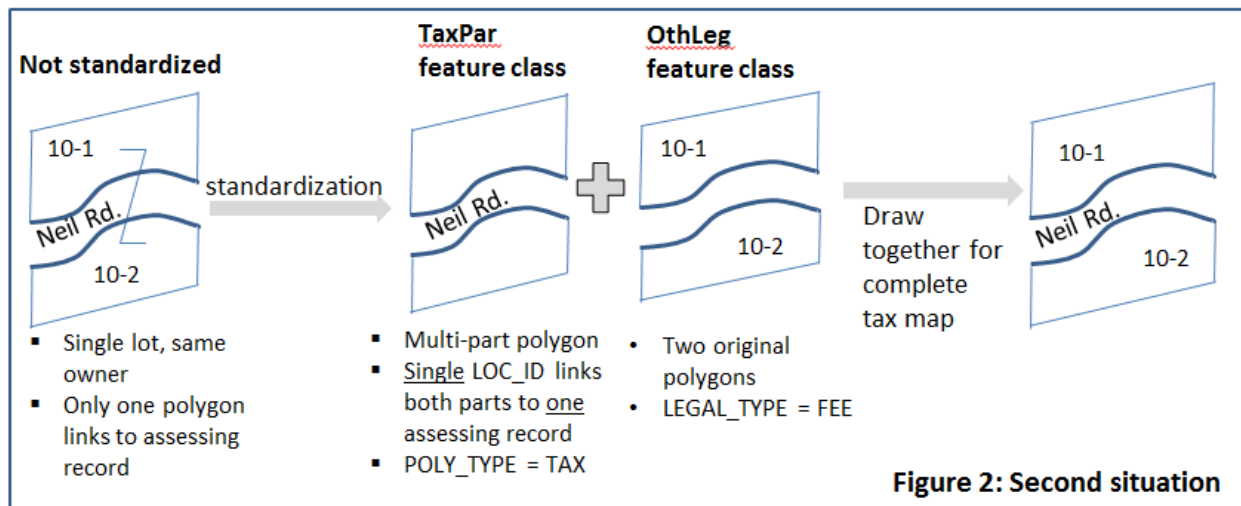 Not standardized
10-1
Neil Rd.
10-2
▪ Single lot, same
owner
▪ Only one polygon
links to assessing
record
standardization
TaxPar
feature class
Neil Rd.
▪ Multi-part polygon
▪ Single LOC_ID links
both parts to one
assessing record
▪ POLY_TYPE = TAX
OthLeg
feature class
10-1
10-2
• Two original
polygons
• LEGAL_TYPE = FEE
Draw
together for
complete
tax map
10-1
Neil Rd.
10-2
Figure 2: Second situation